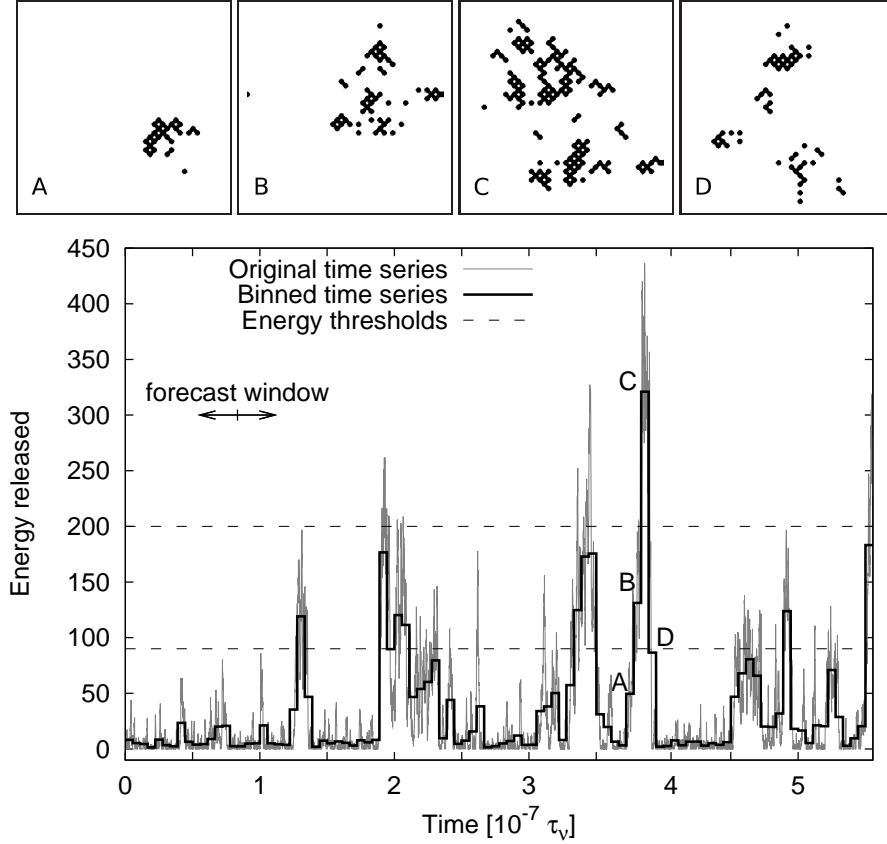 A
B
C
D
Original time series
Binned time series
Energy thresholds
forecast window
C
B
A
D
450
400
350
300
250
200
150
100
50
0
Energy released
0 1 2 3 4 5
Time [10⁻⁷ τᵥ]